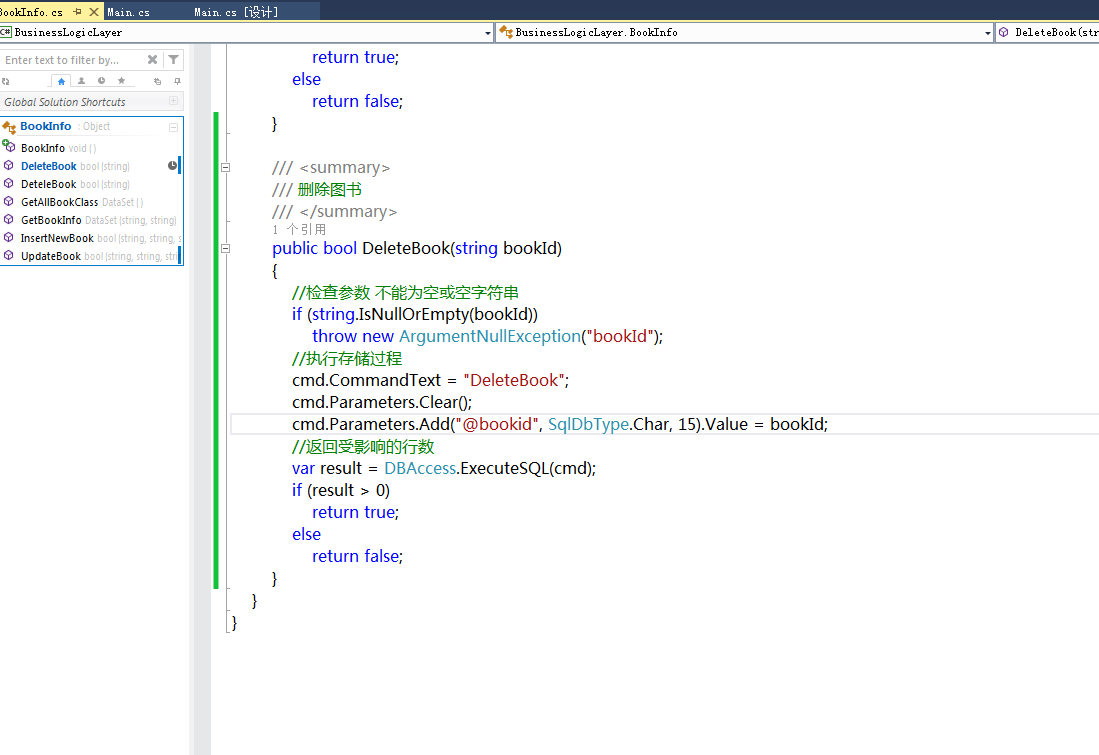 BookInfo.cs
Main.cs
Main.cs [设计]
C# BusinessLogicLayer
BusinessLogicLayer.BookInfo
DeleteBook(str
Enter text to filter by...
Global Solution Shortcuts
BookInfo : Object
BookInfo void ()
DeleteBook bool (string)
DeteleBook bool (string)
GetAllBookClass DataSet ()
GetBookInfo DataSet (string, string)
InsertNewBook bool (string, string, s
UpdateBook bool (string, string, stri
return true;
else
return false;
}
/// <summary>
/// 删除图书
/// </summary>
1 个引用
public bool DeleteBook(string bookId)
{
//检查参数 不能为空或空字符串
if (string.IsNullOrEmpty(bookId))
throw new ArgumentNullException("bookId");
//执行存储过程
cmd.CommandText = "DeleteBook";
cmd.Parameters.Clear();
cmd.Parameters.Add("@bookid", SqlDbType.Char, 15).Value = bookId;
//返回受影响的行数
var result = DBAccess.ExecuteSQL(cmd);
if (result > 0)
return true;
else
return false;
}
}
}